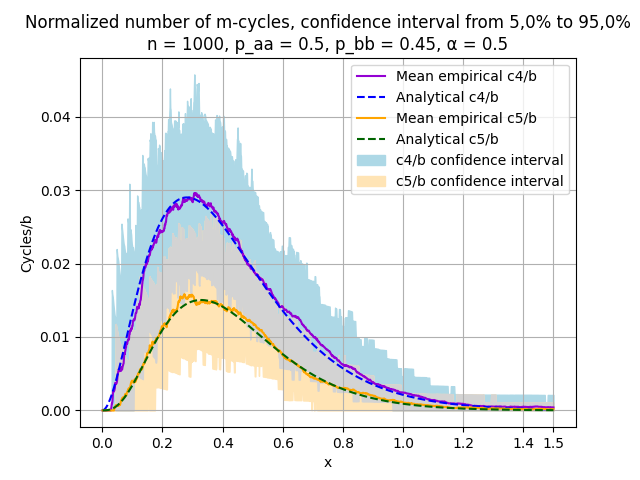 Normalized number of m-cycles, confidence interval from 5,0% to 95,0%
n = 1000, p_aa = 0.5, p_bb = 0.45, α = 0.5
Mean empirical c4/b
Analytical c4/b
Mean empirical c5/b
Analytical c5/b
c4/b confidence interval
c5/b confidence interval
Cycles/b
0.04
0.03
0.02
0.01
0.00
0.0 0.2 0.4 0.6 0.8 1.0 1.2 1.4 1.5
x